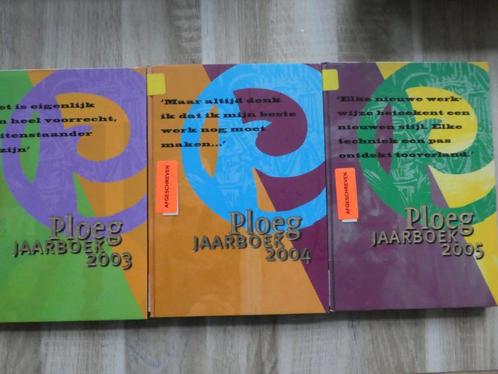 et is eigenlijk
n heel voorrecht,
itenstaander
zijn'
Ploeg
JAARBOEK
2003
'Maar altijd denk
ik dat ik mijn beste
werk nog moet
maken...'
AFGESCHREVEN
Ploeg
JAARBOEK
2004
'Elke nieuwe werk-
wijze beteekent een
nieuwen stijl. Elke
techniek een pas
ontdekt tooverland.'
AFGESCHREVEN
Ploeg
JAARBOEK
2005